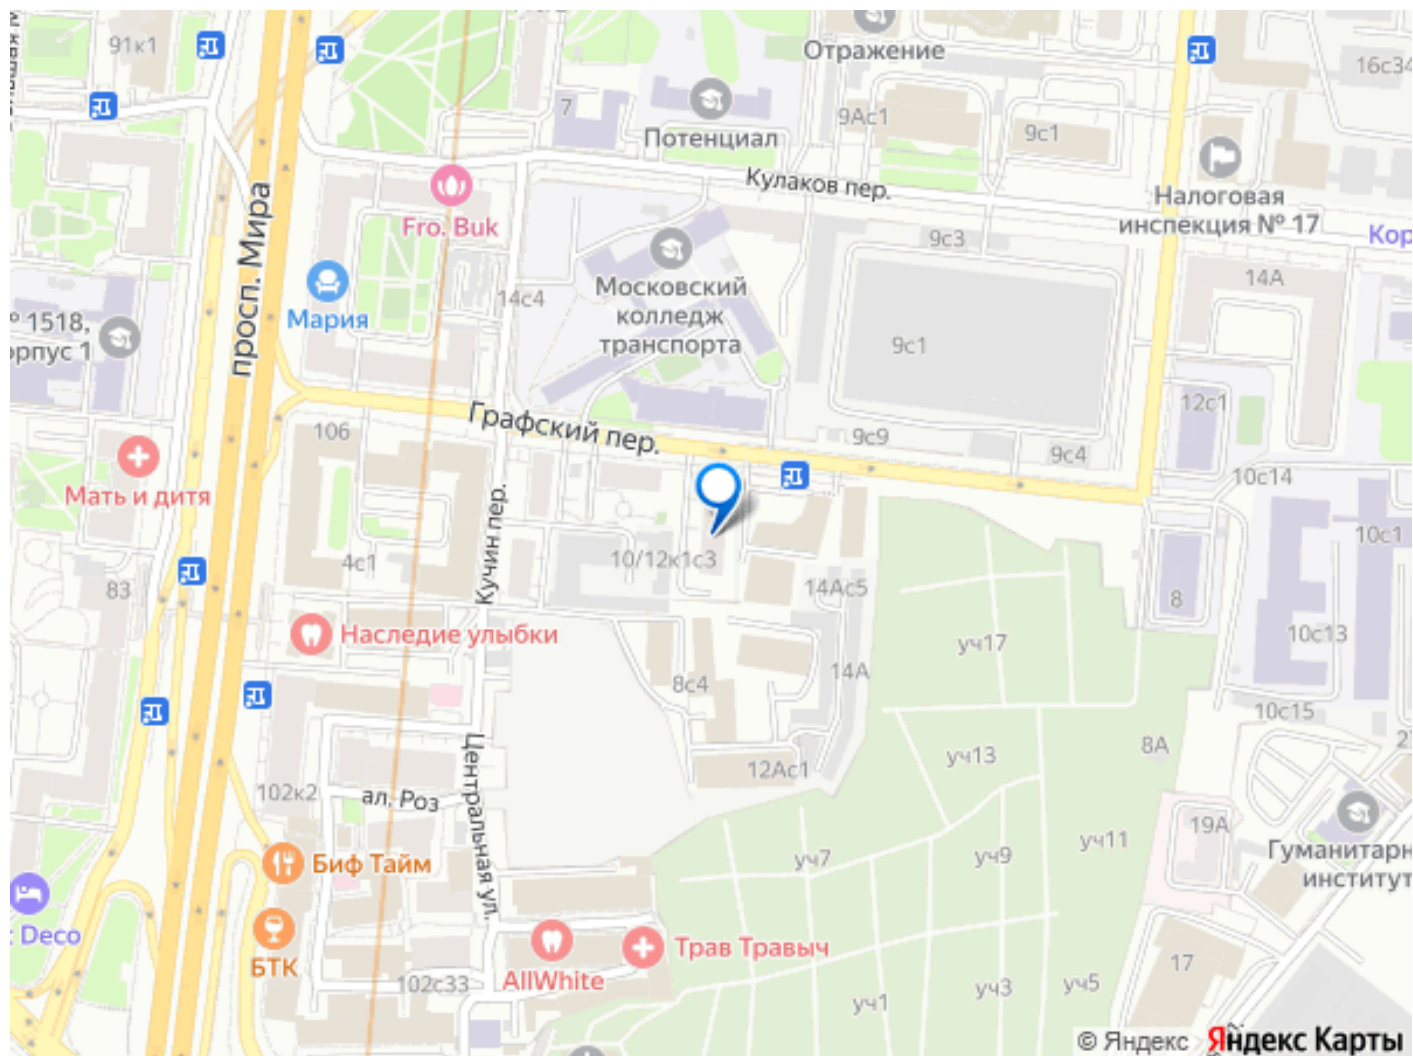 91к1
Отражение
16с34
7
Потенциал
9Ас1
9с1
Кулаков пер.
Налоговая
инспекция № 17
Кор
Fro. Buk
просп. Мира
9с3
Московский
колледж
транспорта
14с4
14А
Мария
№ 1518,
орпус 1
9с1
12с1
Графский пер.
106
9с9
9с4
10с14
Мать и дитя
Кучин пер.
10с1
4с1
10/12к1с3
14Ас5
83
8
Наследие улыбки
уч17
10с13
8с4
14А
10с15
Центральная ул.
8А
уч13
12Ас1
102к2
ал. Роз
19А
уч11
Гуманитарн
институт
Биф Тайм
уч7
уч9
Deco
БТК
Трав Травыч
AllWhite
102с33
17
уч1
уч3
уч5
© Яндекс Яндекс Карты